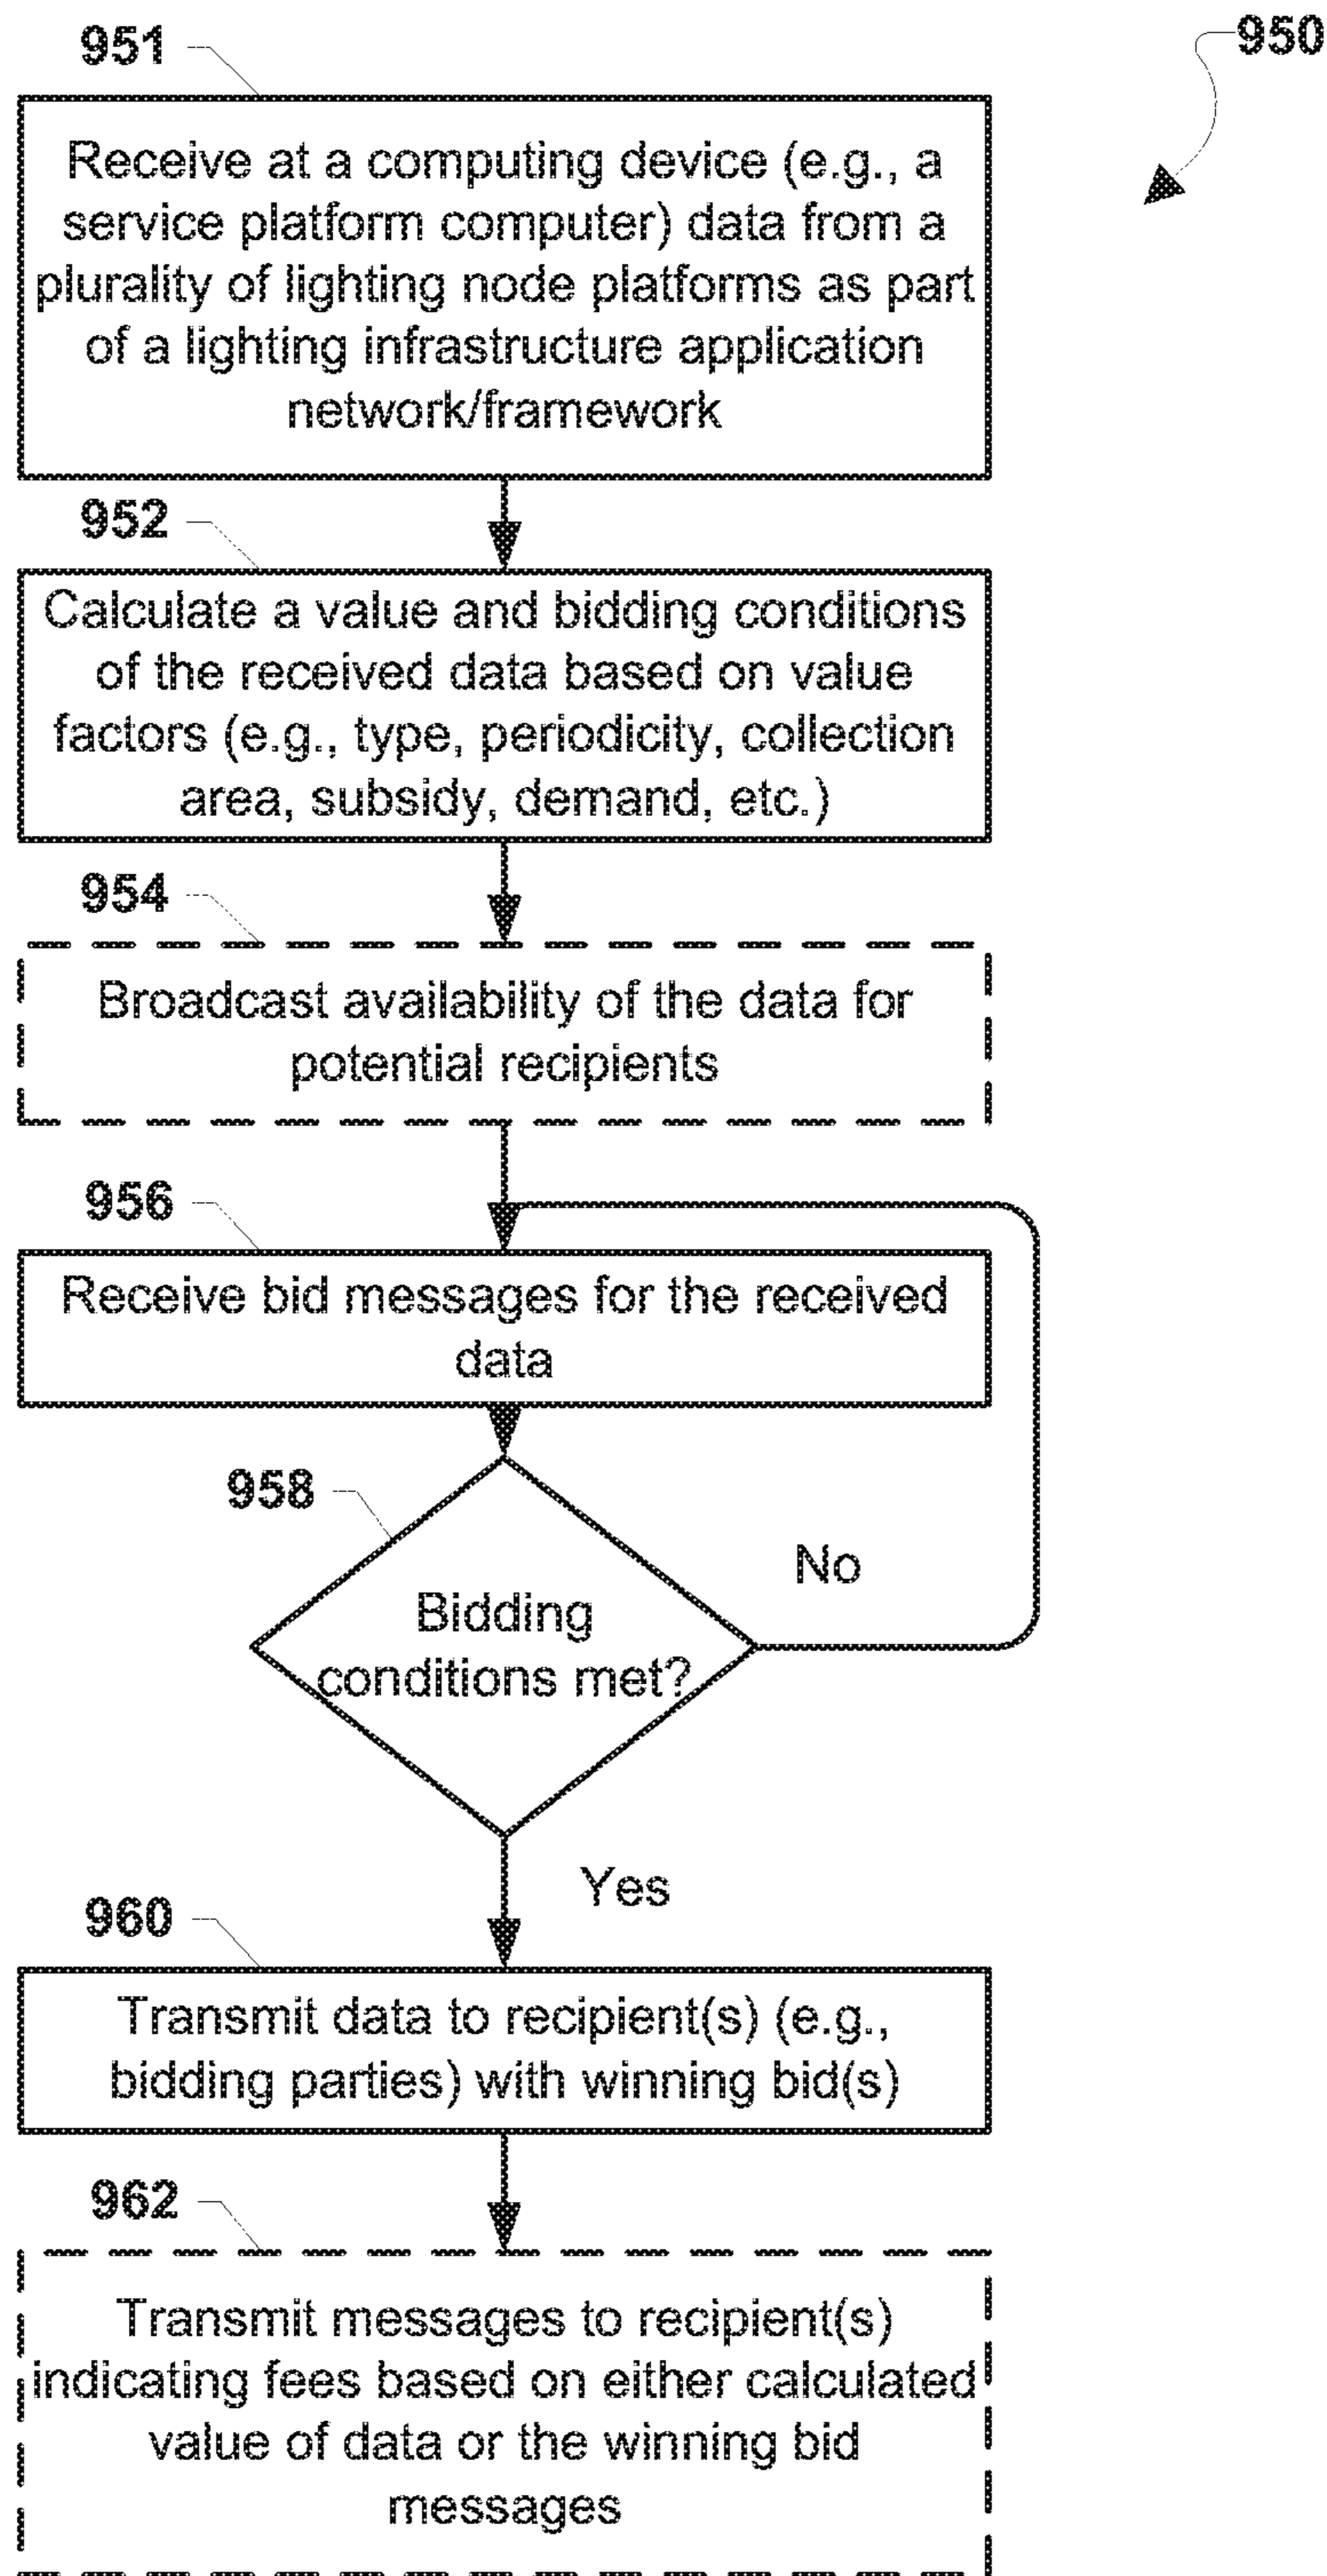 951
950
Receive at a computing device (e.g., a
service platform computer) data from a
plurality of lighting node platforms as part
of a lighting infrastructure application
network/framework
952
Calculate a value and bidding conditions
of the received data based on value
factors (e.g., type, periodicity, collection
area, subsidy, demand, etc.)
954
Broadcast availability of the data for
potential recipients
956
Receive bid messages for the received
data
958
No
Bidding
conditions met?
Yes
960
Transmit data to recipient(s) (e.g.,
bidding parties) with winning bid(s)
962
Transmit messages to recipient(s)
indicating fees based on either calculated
value of data or the winning bid
messages